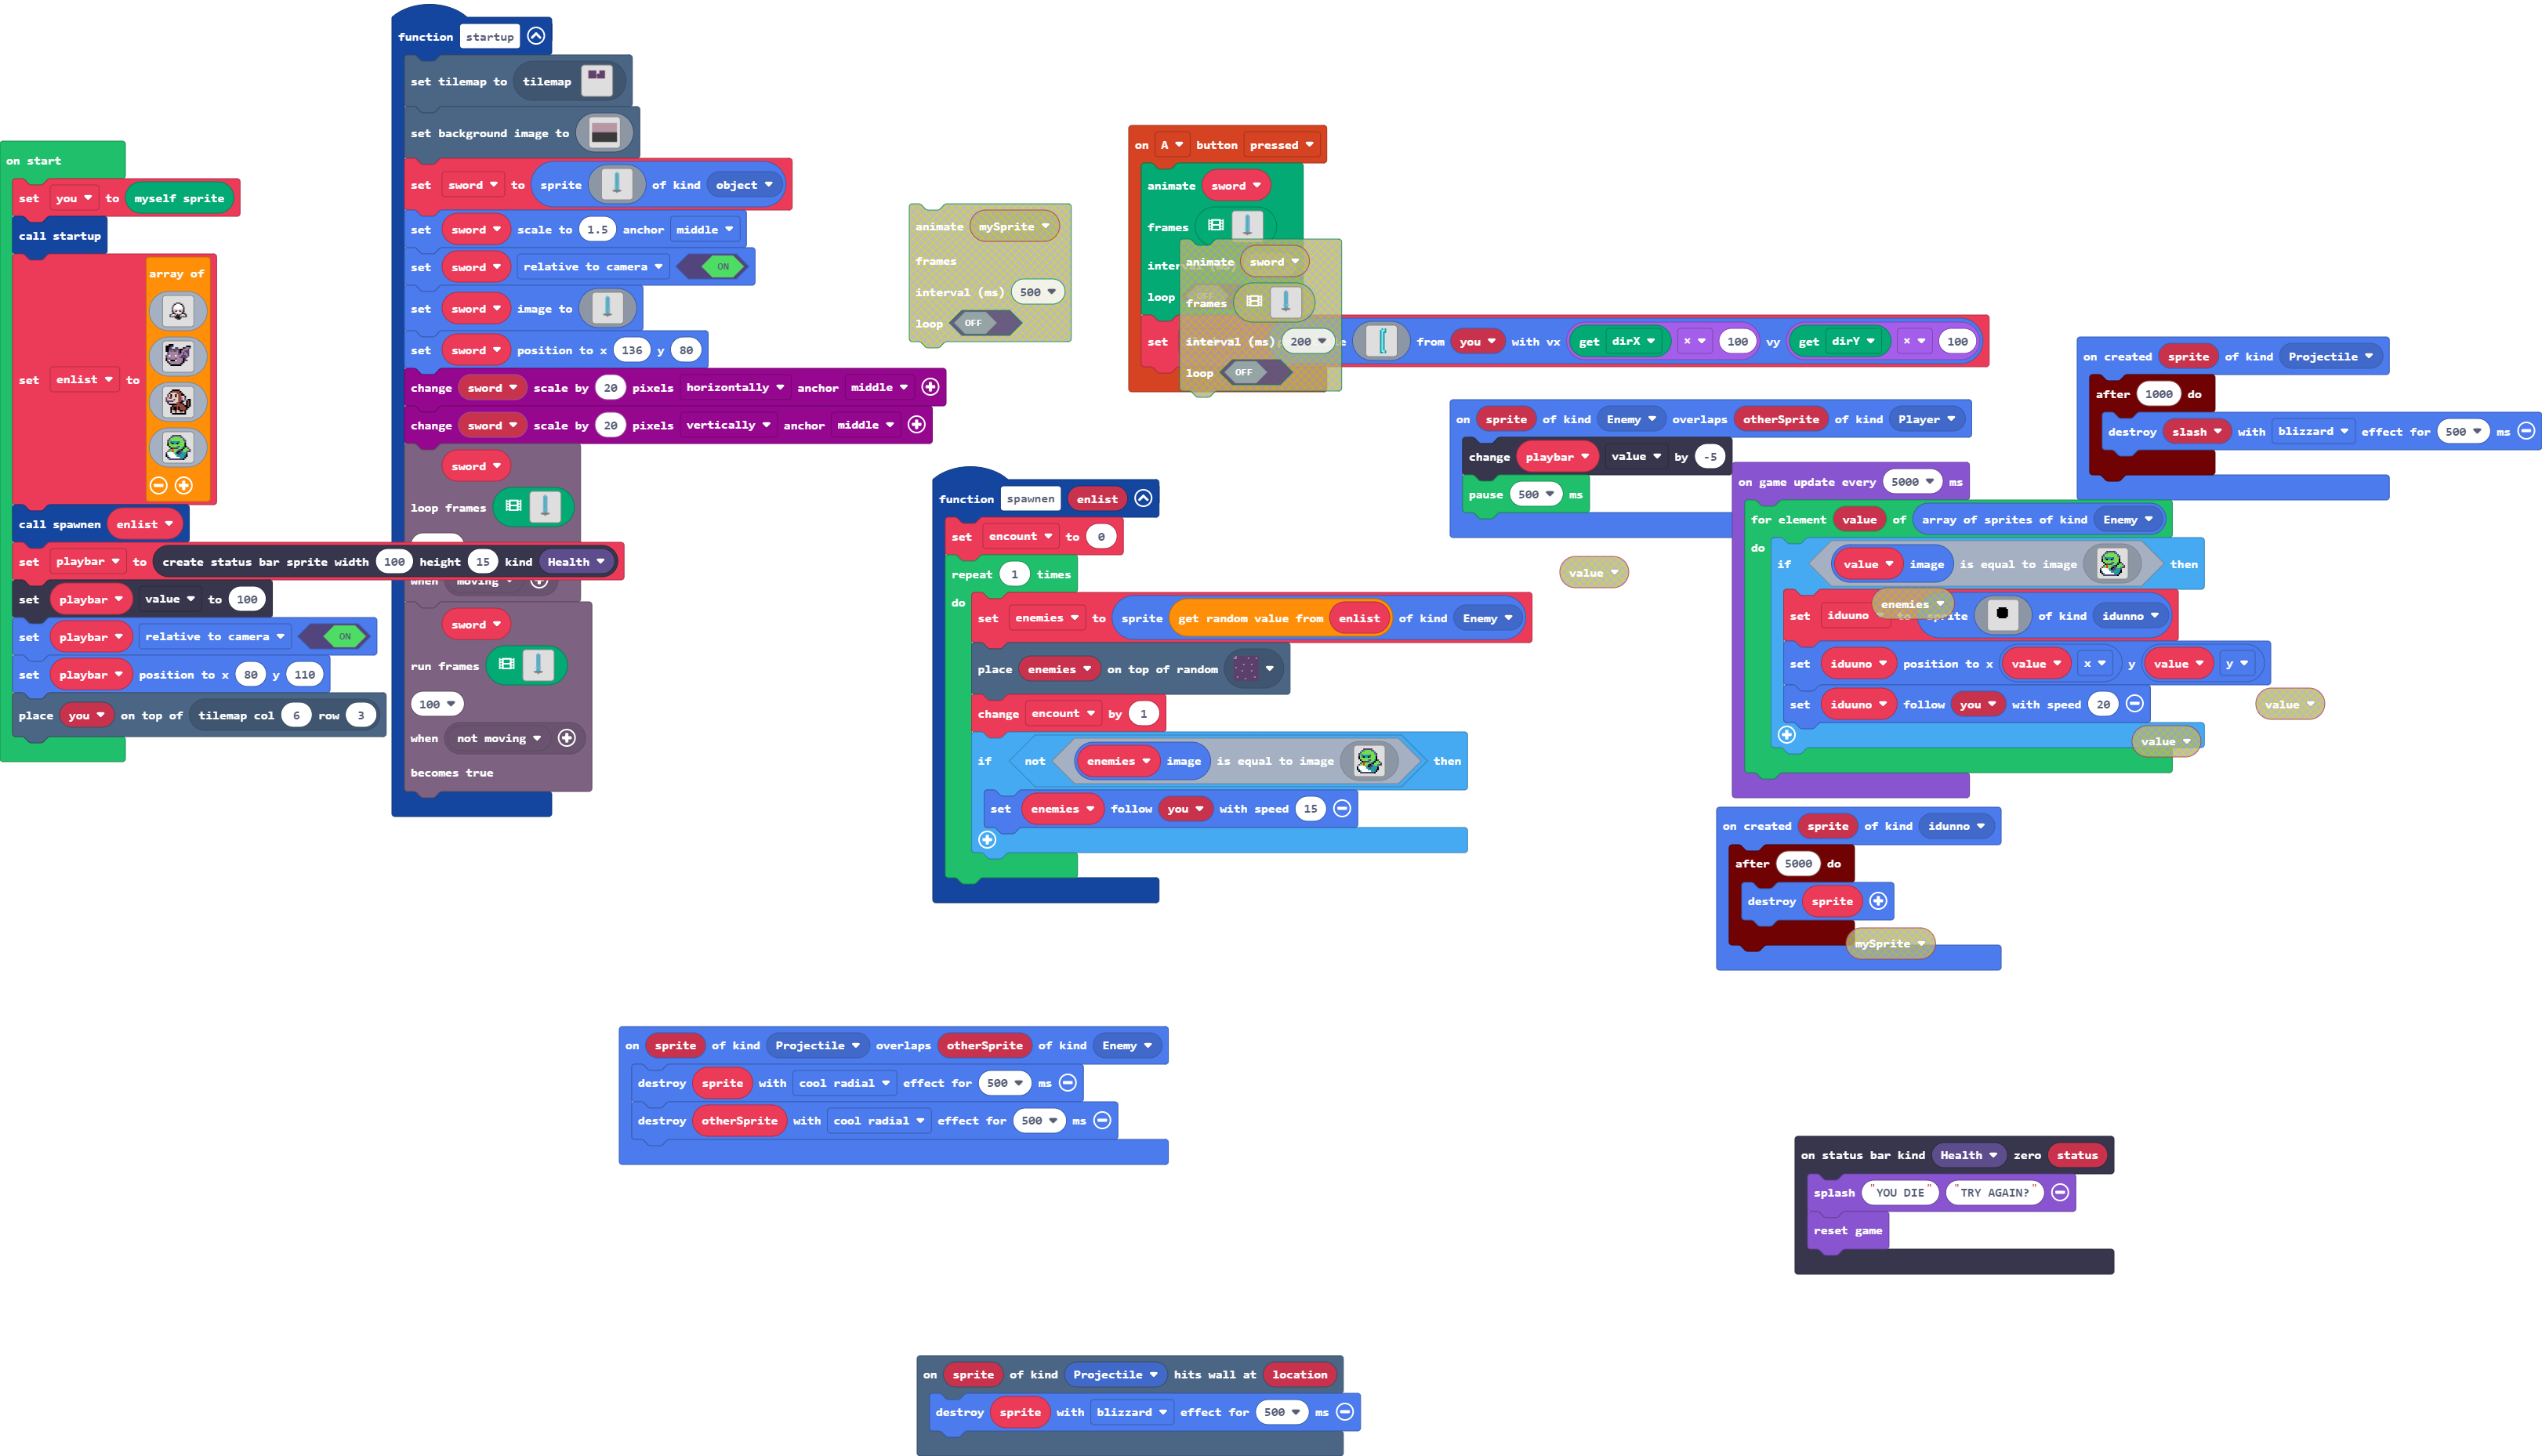 on start
set you to myself sprite
call startup
set enlist to
array of
call spawnen enlist
set playbar to create status bar sprite width 100 height 15 kind Health
set playbar value to 100
set playbar relative to camera ON
set playbar position to x 80 y 110
place you on top of tilemap col 6 row 3
function startup
set tilemap to tilemap
set background image to
set sword to sprite of kind object
set sword scale to 1.5 anchor middle
set sword relative to camera ON
set sword image to
set sword position to x 136 y 80
change sword scale by 20 pixels horizontally anchor middle
change sword scale by 20 pixels vertically anchor middle
sword
loop frames
when moving
sword
run frames
100
when not moving
becomes true
animate mySprite
frames
interval (ms) 500
loop OFF
on A button pressed
animate sword
frames
loop
set from you with vx get dirX × 100 vy get dirY × 100
animate sword
frames
interval (ms) 200
loop OFF
on sprite of kind Enemy overlaps otherSprite of kind Player
change playbar value by -5
pause 500 ms
value
on created sprite of kind Projectile
after 1000 do
destroy slash with blizzard effect for 500 ms
function spawnen enlist
set encount to 0
repeat 1 times
do
set enemies to sprite get random value from enlist of kind Enemy
place enemies on top of random
change encount by 1
if not enemies image is equal to image then
set enemies follow you with speed 15
on game update every 5000 ms
for element value of array of sprites of kind Enemy
do
if value image is equal to image then
enemies
set iduuno to sprite of kind idunno
set iduuno position to x value x y value y
set iduuno follow you with speed 20
value
value
on created sprite of kind idunno
after 5000 do
destroy sprite
mySprite
on sprite of kind Projectile overlaps otherSprite of kind Enemy
destroy sprite with cool radial effect for 500 ms
destroy otherSprite with cool radial effect for 500 ms
on status bar kind Health zero status
splash "YOU DIE" "TRY AGAIN?"
reset game
on sprite of kind Projectile hits wall at location
destroy sprite with blizzard effect for 500 ms